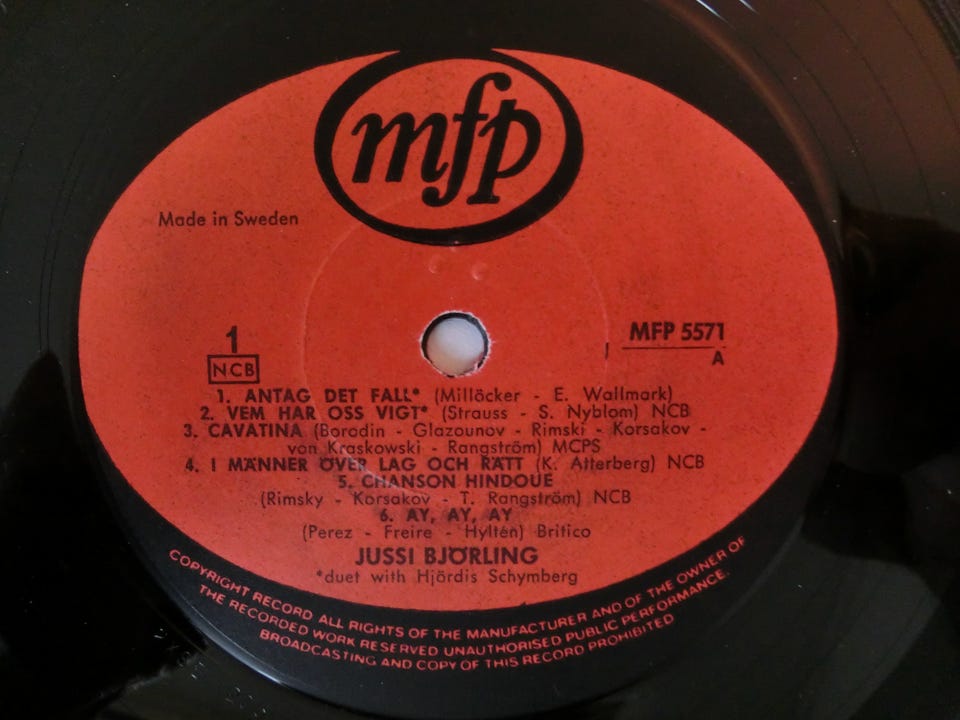 mfp
Made in Sweden
1
NCB
MFP 5571
A
1. ANTAG DET FALL* (Millöcker - E. Wallmark)
2. VEM HAR OSS VIGT* (Strauss - S. Nyblom) NCB
3. CAVATINA (Borodin - Glazounov - Rimski - Korsakov -
von Kraskowski - Rangström) MCPS
4. I MÄNNER ÖVER LAG OCH RÄTT (K. Atterberg) NCB
5. CHANSON HINDOUE
(Rimsky - Korsakov - T. Rangström) NCB
6. AY, AY, AY
(Perez - Freire - Hyltén) Britico
JUSSI BJÖRLING
*duet with Hjördis Schymberg
COPYRIGHT RECORD ALL RIGHTS OF THE MANUFACTURER AND OF THE OWNER OF
THE RECORDED WORK RESERVED UNAUTHORISED PUBLIC PERFORMANCE.
BROADCASTING AND COPY OF THIS RECORD PROHIBITED